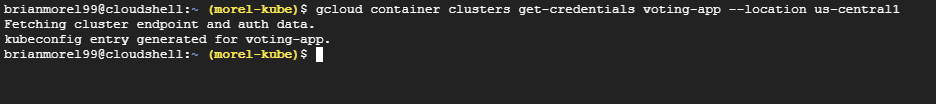 brianmorel99@cloudshell:~ (morel-kube)$ gcloud container clusters get-credentials voting-app --location us-central1
Fetching cluster endpoint and auth data.
kubeconfig entry generated for voting-app.
brianmorel99@cloudshell:~ (morel-kube)$